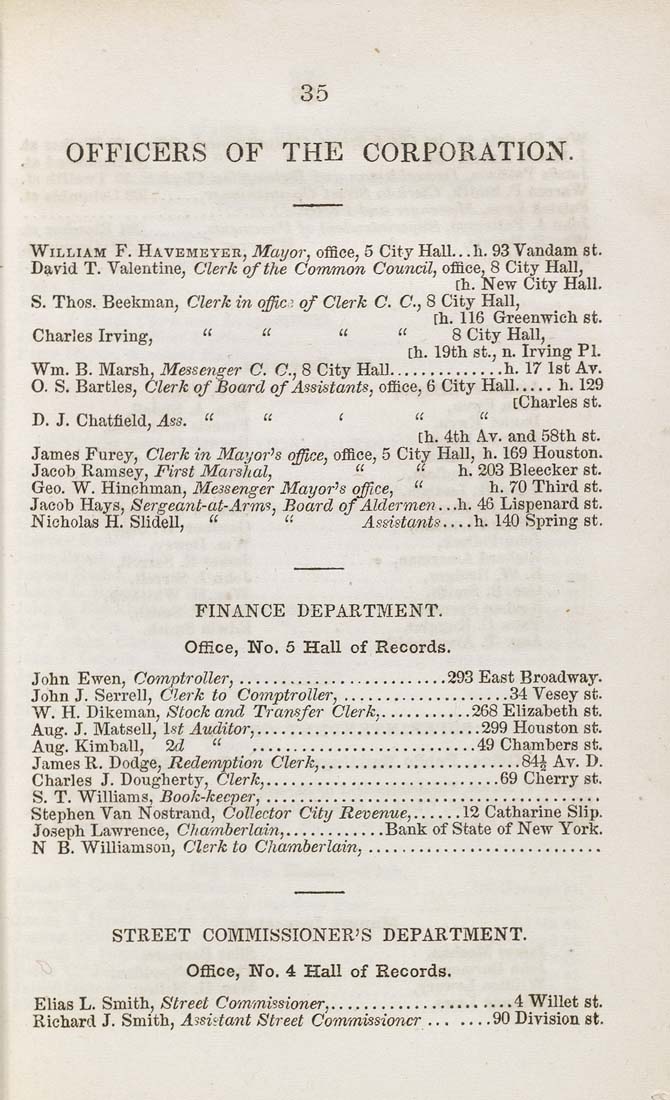 35
OFFICERS OF THE CORPORATION.
WILLIAM F. HAVEMEYER, Mayor, office, 5 City Hall...h. 93 Vandam st.
David T. Valentine, Clerk of the Common Council, office, 8 City Hall,
[h. New City Hall.
S. Thos. Beekman, Clerk in office of Clerk C. C., 8 City Hall,
[h. 116 Greenwich st.
Charles Irving, “ “ “ “ 8 City Hall,
[h. 19th st., n. Irving Pl.
Wm. B. Marsh, Messenger C. C., 8 City Hall..............h. 17 1st Av.
O. S. Bartles, Clerk of Board of Assistants, office, 6 City Hall..... h. 129
[Charles st.
D. J. Chatfield, Ass. “ “ ‘ “ “
[h. 4th Av. and 58th st.
James Furey, Clerk in Mayor's office, office, 5 City Hall, h. 169 Houston.
Jacob Ramsey, First Marshal, “ “ h. 203 Bleecker st.
Geo. W. Hinchman, Messenger Mayor's office, “ h. 70 Third st.
Jacob Hays, Sergeant-at-Arms, Board of Aldermen...h. 46 Lispenard st.
Nicholas H. Slidell, “ “ Assistants....h. 140 Spring st.
FINANCE DEPARTMENT.
Office, No. 5 Hall of Records.
John Ewen, Comptroller, .........................293 East Broadway.
John J. Serrell, Clerk to Comptroller, ....................34 Vesey st.
W. H. Dikeman, Stock and Transfer Clerk,...........268 Elizabeth st.
Aug. J. Matsell, 1st Auditor,...........................299 Houston st.
Aug. Kimball, 2d “ ...........................49 Chambers st.
James R. Dodge, Redemption Clerk,........................84½ Av. D.
Charles J. Dougherty, Clerk,............................69 Cherry st.
S. T. Williams, Book-keeper, ........................................
Stephen Van Nostrand, Collector City Revenue,......12 Catharine Slip.
Joseph Lawrence, Chamberlain,............Bank of State of New York.
N B. Williamson, Clerk to Chamberlain, ............................
STREET COMMISSIONER'S DEPARTMENT.
Office, No. 4 Hall of Records.
Elias L. Smith, Street Commissioner,......................4 Willet st.
Richard J. Smith, Assistant Street Commissioner ... .......90 Division st.